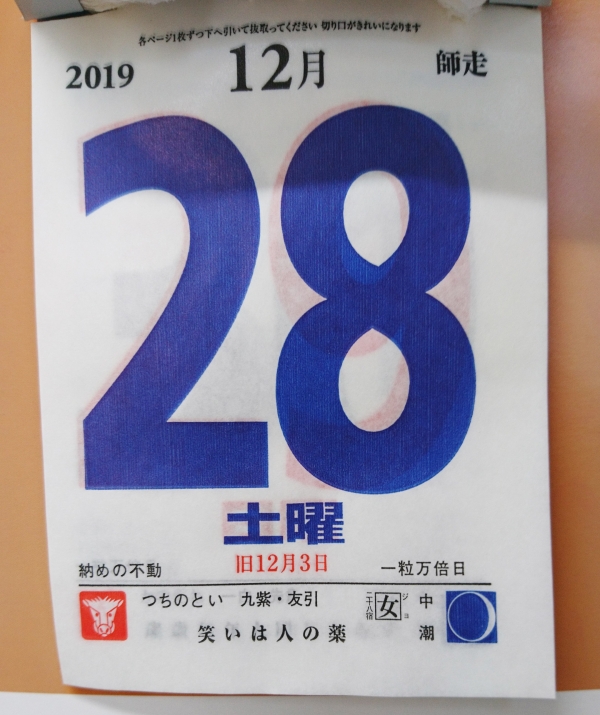 各ページ1枚ずつ下へ引いて抜取ってください 切り口がきれいになります
2019 12月 師走
28
土曜
旧12月3日
納めの不動 一粒万倍日
つちのとい 九紫・友引
笑いは人の薬
二十八宿 女 ジョ
中潮